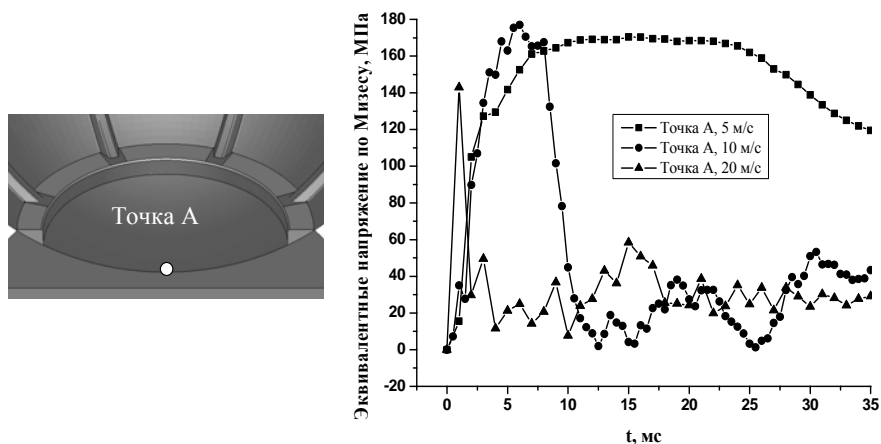 Точка А
Эквивалентные напряжение по Мизесу, МПа
180
160
140
120
100
80
60
40
20
0
-20
Точка А, 5 м/с
Точка А, 10 м/с
Точка А, 20 м/с
0 5 10 15 20 25 30 35
t, мс